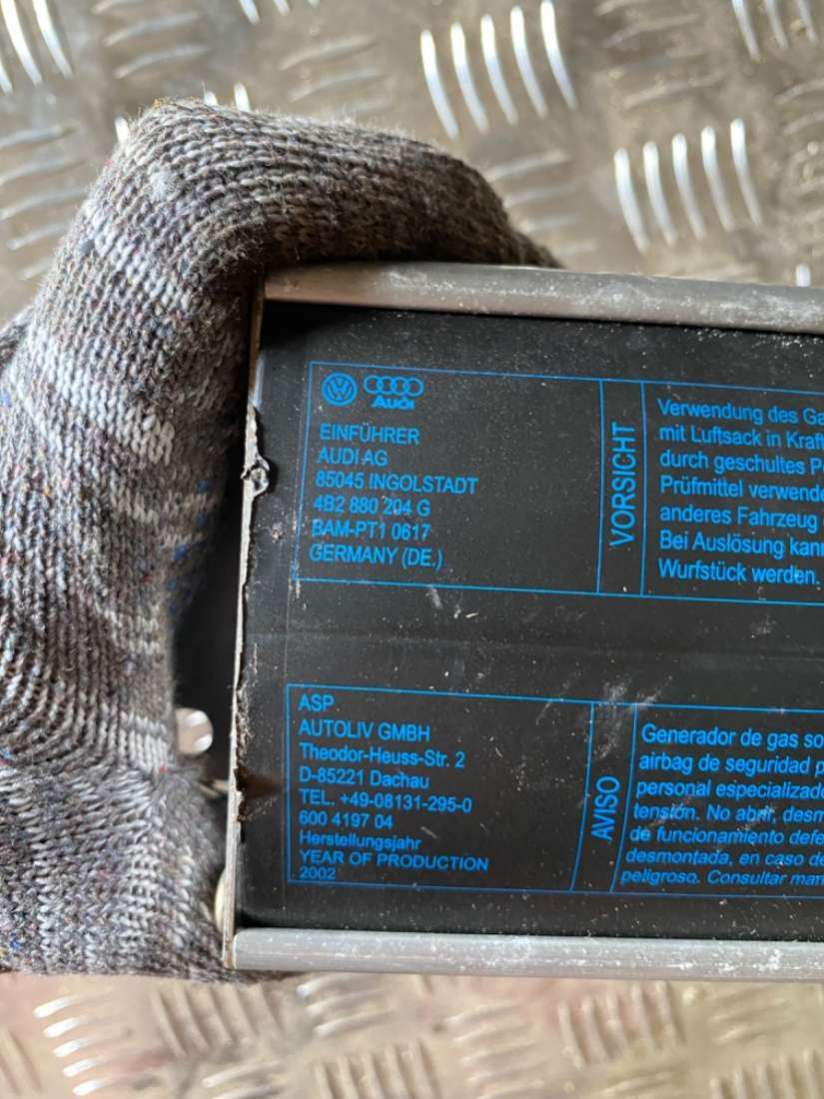 Audi
EINFÜHRER
AUDI AG
85045 INGOLSTADT
4B2 880 204 G
BAM-PT1 0617
GERMANY (DE.)
VORSICHT
Verwendung des Ga
mit Luftsack in Kraft
durch geschultes P
Prüfmittel verwende
anderes Fahrzeug
Bei Auslösung kann
Wurfstück werden.
ASP
AUTOLIV GMBH
Theodor-Heuss-Str. 2
D-85221 Dachau
TEL. +49-08131-295-0
600 4197 04
Herstellungsjahr
YEAR OF PRODUCTION
2002
AVISO
Generador de gas so
airbag de seguridad p
personal especializado
tensión. No abrir, desm
de funcionamiento defe
desmontada, en caso de
peligroso. Consultar man